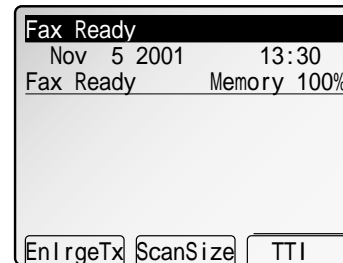 Fax Ready
Nov 5 2001 13:30
Fax Ready Memory 100%
EnlrgeTx ScanSize TTI